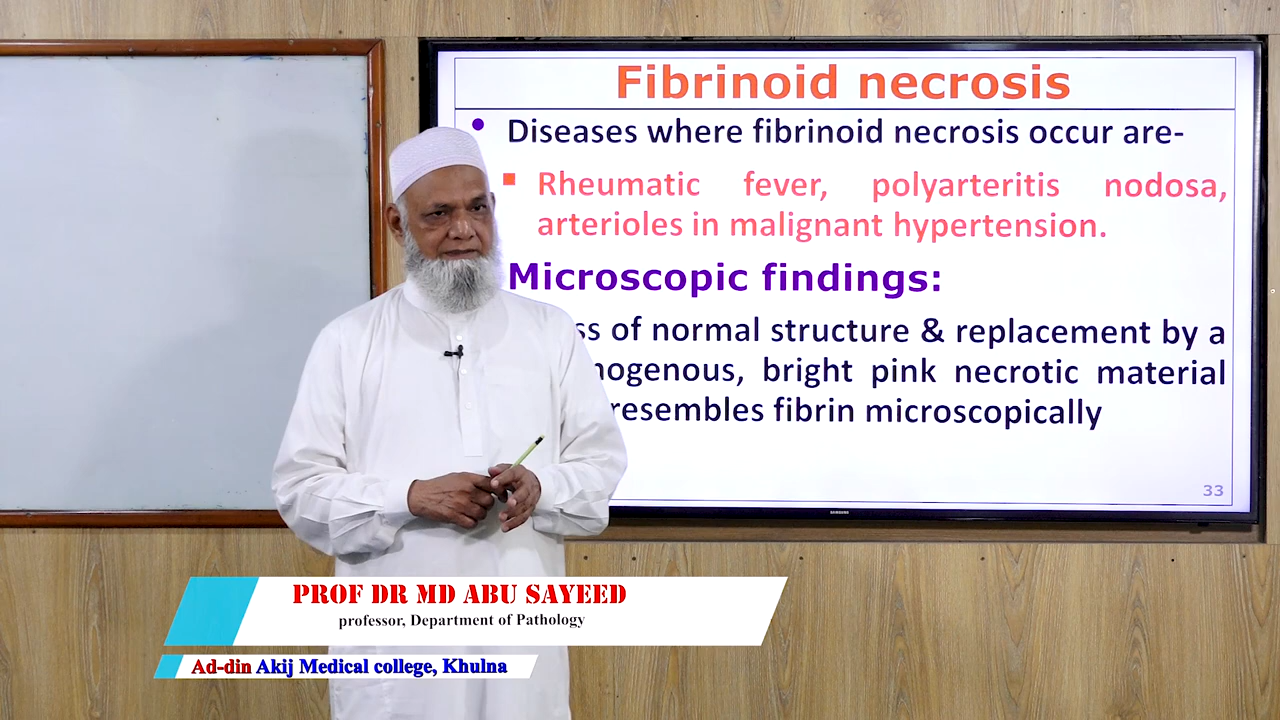 Fibrinoid necrosis
• Diseases where fibrinoid necrosis occur are-
▪ Rheumatic fever, polyarteritis nodosa,
arterioles in malignant hypertension.
Microscopic findings:
of normal structure & replacement by a
bright pink necrotic material
resembles fibrin microscopically
33
SAMSUNG
PROF DR MD ABU SAYEED
professor, Department of Pathology
Ad-din Akij Medical college, Khulna